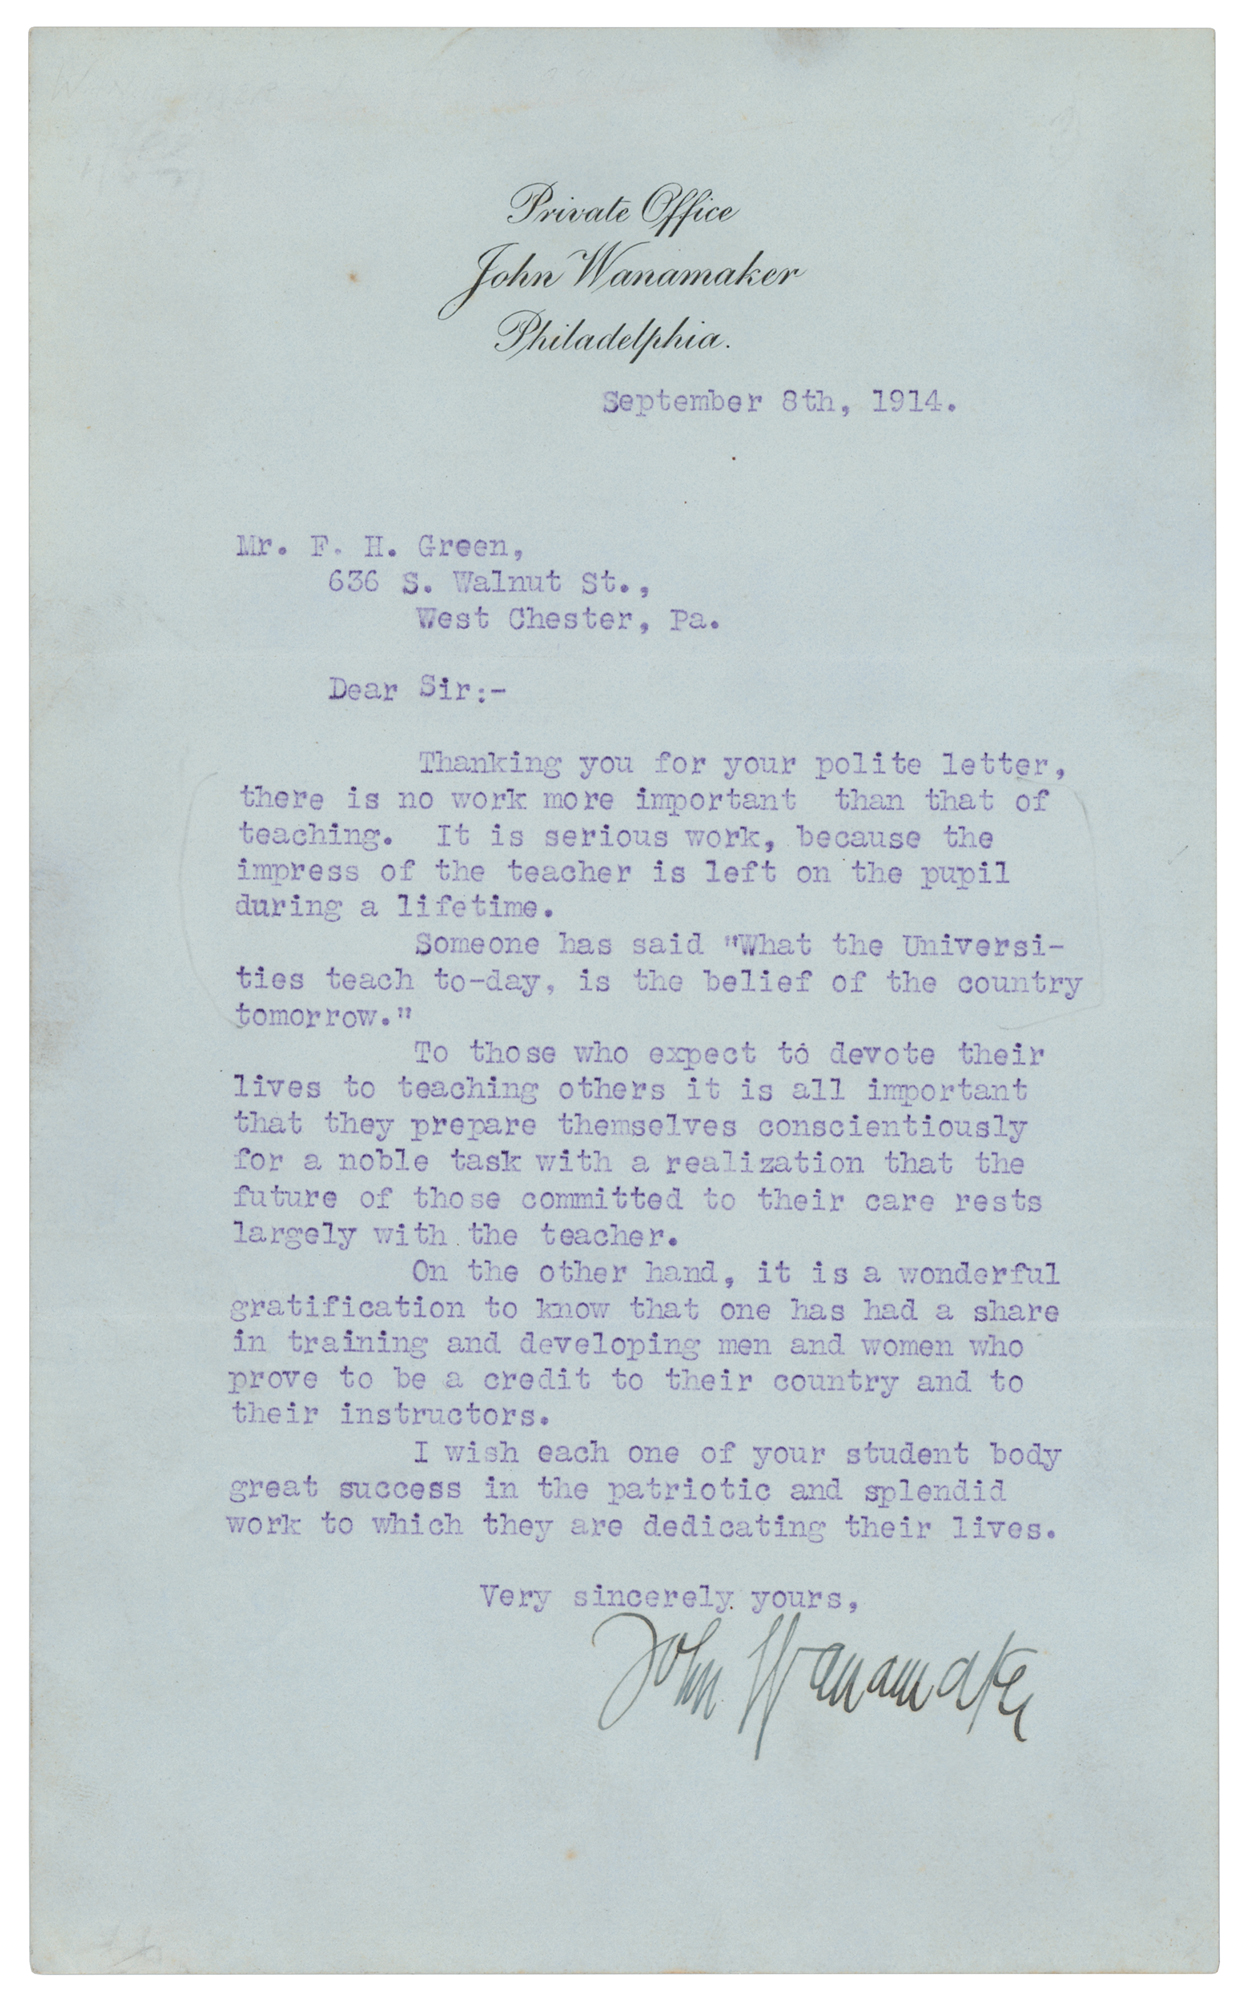 Private Office
John Wanamaker
Philadelphia.
September 8th, 1914.
Mr. F. H. Green,
636 S. Walnut St.,
West Chester, Pa.
Dear Sir:-
Thanking you for your polite letter,
there is no work more important than that of
teaching. It is serious work, because the
impress of the teacher is left on the pupil
during a lifetime.
Someone has said "What the Universi-
ties teach to-day, is the belief of the country
tomorrow."
To those who expect to devote their
lives to teaching others it is all important
that they prepare themselves conscientiously
for a noble task with a realization that the
future of those committed to their care rests
largely with the teacher.
On the other hand, it is a wonderful
gratification to know that one has had a share
in training and developing men and women who
prove to be a credit to their country and to
their instructors.
I wish each one of your student body
great success in the patriotic and splendid
work to which they are dedicating their lives.
Very sincerely yours,
John Wanamaker